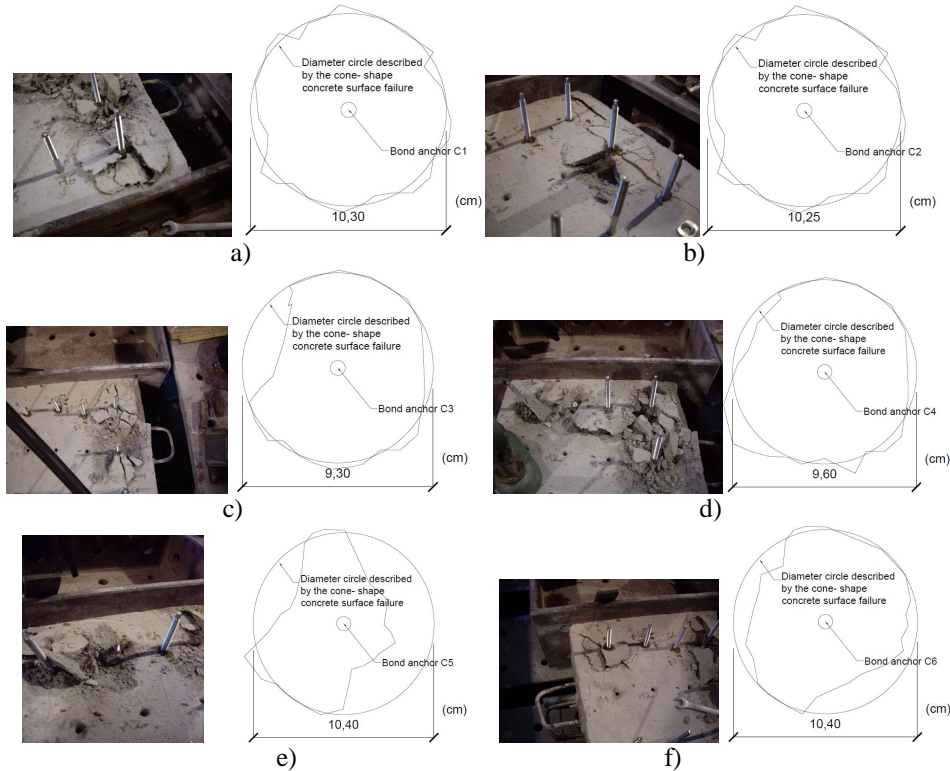 Diameter circle described
by the cone- shape
concrete surface failure
Bond anchor C1
(cm)
10,30
a)
Diameter circle described
by the cone- shape
concrete surface failure
Bond anchor C2
(cm)
10,25
b)
Diameter circle described
by the cone- shape
concrete surface failure
Bond anchor C3
(cm)
9,30
c)
Diameter circle described
by the cone- shape
concrete surface failure
Bond anchor C4
(cm)
9,60
d)
Diameter circle described
by the cone- shape
concrete surface failure
Bond anchor C5
(cm)
10,40
e)
Diameter circle described
by the cone- shape
concrete surface failure
Bond anchor C6
(cm)
10,40
f)